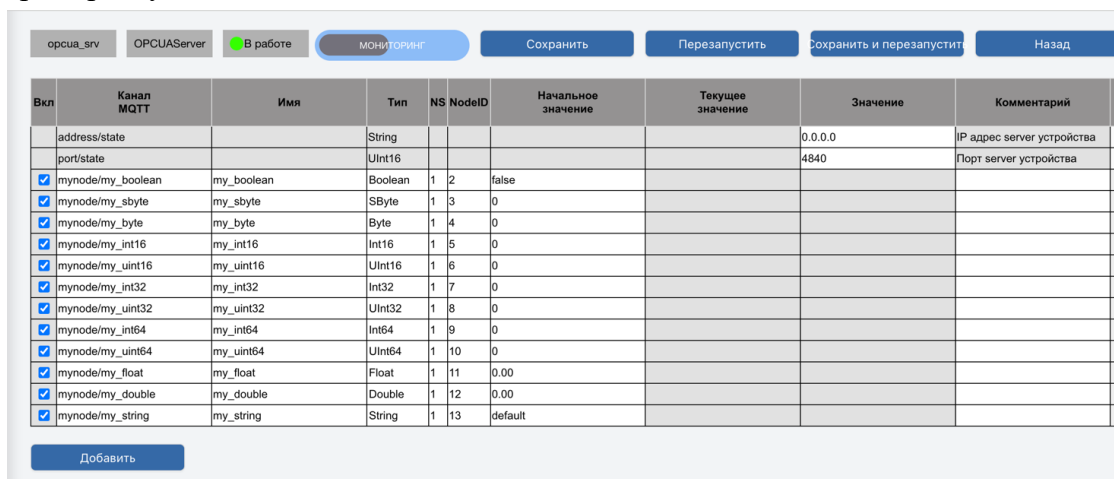 opcua_srv OPCUAServer В работе МОНИТОРИНГ Сохранить Перезапустить Сохранить и перезапустить Назад
Вкл Канал MQTT Имя Тип NS NodeID Начальное значение Текущее значение Значение Комментарий
address/state String 0.0.0.0 IP адрес server устройства
port/state UInt16 4840 Порт server устройства
mynode/my_boolean my_boolean Boolean 1 2 false
mynode/my_sbyte my_sbyte SByte 1 3 0
mynode/my_byte my_byte Byte 1 4 0
mynode/my_int16 my_int16 Int16 1 5 0
mynode/my_uint16 my_uint16 UInt16 1 6 0
mynode/my_int32 my_int32 Int32 1 7 0
mynode/my_uint32 my_uint32 UInt32 1 8 0
mynode/my_int64 my_int64 Int64 1 9 0
mynode/my_uint64 my_uint64 UInt64 1 10 0
mynode/my_float my_float Float 1 11 0.00
mynode/my_double my_double Double 1 12 0.00
mynode/my_string my_string String 1 13 default
Добавить